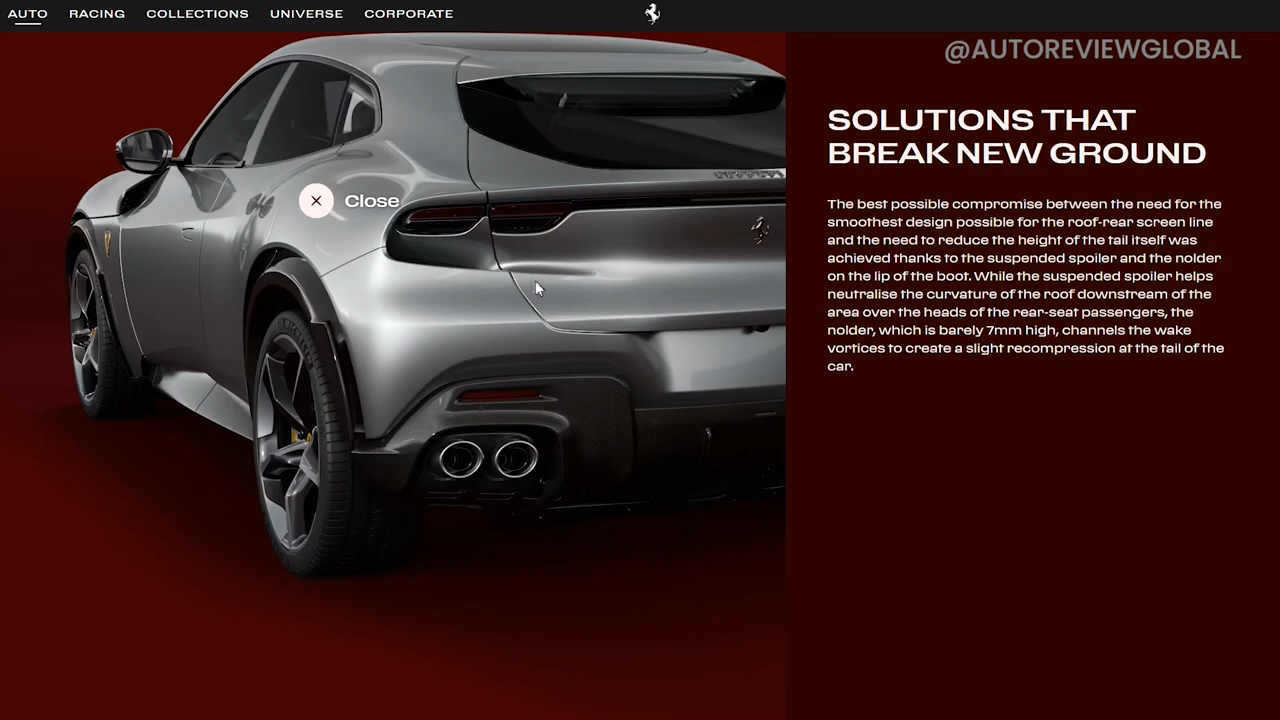 AUTO RACING COLLECTIONS UNIVERSE CORPORATE
@AUTOREVIEWGLOBAL
SOLUTIONS THAT
BREAK NEW GROUND
The best possible compromise between the need for the
smoothest design possible for the roof-rear screen line
and the need to reduce the height of the tail itself was
achieved thanks to the suspended spoiler and the nolder
on the lip of the boot. While the suspended spoiler helps
neutralise the curvature of the roof downstream of the
area over the heads of the rear-seat passengers, the
nolder, which is barely 7mm high, channels the wake
vortices to create a slight recompression at the tail of the
car.
Close